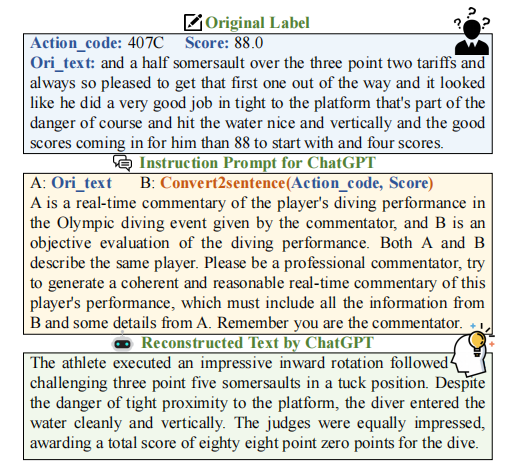 Original Label
Action_code: 407C Score: 88.0
Ori_text: and a half somersault over the three point two tariffs and
always so pleased to get that first one out of the way and it looked
like he did a very good job in tight to the platform that's part of the
danger of course and hit the water nice and vertically and the good
scores coming in for him than 88 to start with and four scores.
Instruction Prompt for ChatGPT
A: Ori_text B: Convert2sentence(Action_code, Score)
A is a real-time commentary of the player's diving performance in
the Olympic diving event given by the commentator, and B is an
objective evaluation of the diving performance. Both A and B
describe the same player. Please be a professional commentator, try
to generate a coherent and reasonable real-time commentary of this
player's performance, which must include all the information from
B and some details from A. Remember you are the commentator.
Reconstructed Text by ChatGPT
The athlete executed an impressive inward rotation followed
challenging three point five somersaults in a tuck position. Despite
the danger of tight proximity to the platform, the diver entered the
water cleanly and vertically. The judges were equally impressed,
awarding a total score of eighty eight point zero points for the dive.